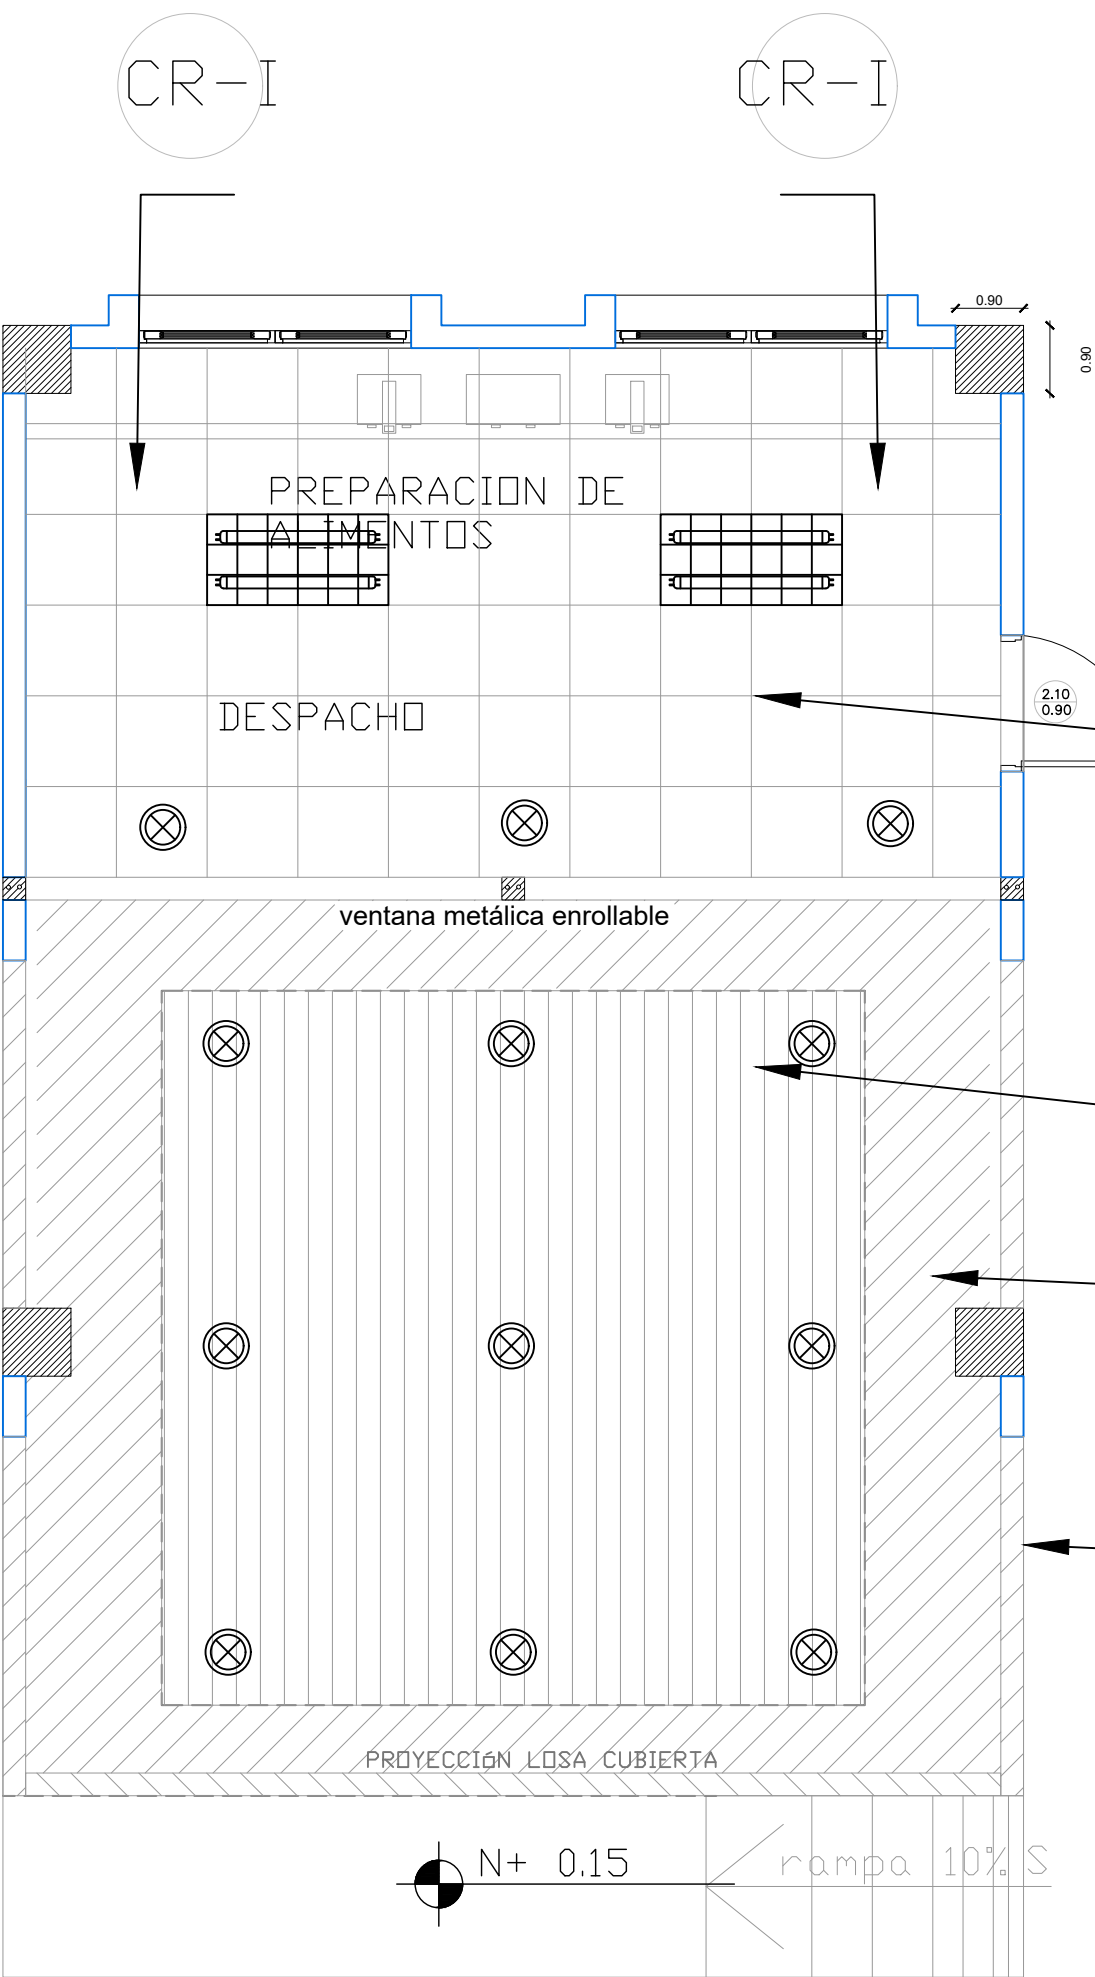 CR-I
CR-I
0.90
0.90
PREPARACION DE
ALIMENTOS
2.10
0.90
DESPACHO
ventana metálica enrollable
PROYECCIóN LOSA CUBIERTA
N+ 0.15
rampa 10% S